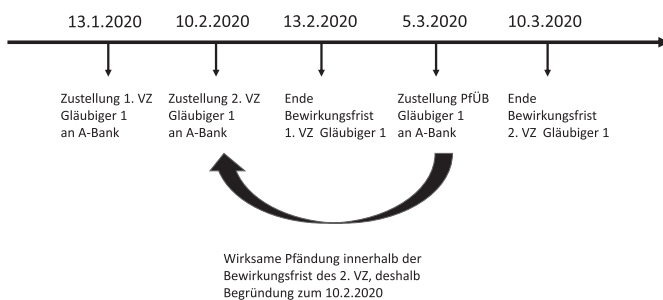 13.1.2020 10.2.2020 13.2.2020 5.3.2020 10.3.2020
Zustellung 1. VZ
Gläubiger 1
an A-Bank
Zustellung 2. VZ
Gläubiger 1
an A-Bank
Ende
Bewirkungsfrist
1. VZ Gläubiger 1
Zustellung PfÜB
Gläubiger 1
an A-Bank
Ende
Bewirkungsfrist
2. VZ Gläubiger 1
Wirksame Pfändung innerhalb der
Bewirkungsfrist des 2. VZ, deshalb
Begründung zum 10.2.2020